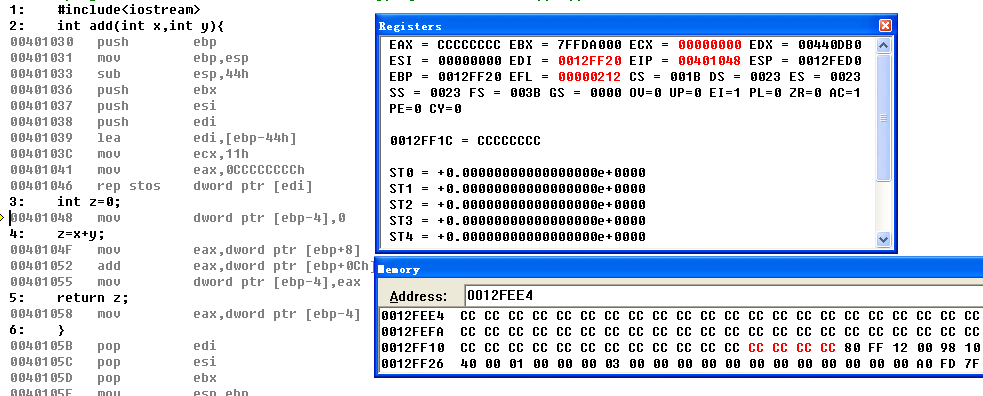 1: #include<iostream>
2: int add(int x,int y){
00401030 push ebp
00401031 mov ebp,esp
00401033 sub esp,44h
00401036 push ebx
00401037 push esi
00401038 push edi
00401039 lea edi,[ebp-44h]
0040103C mov ecx,11h
00401041 mov eax,0CCCCCCCCh
00401046 rep stos dword ptr [edi]
3: int z=0;
00401048 mov dword ptr [ebp-4],0
4: z=x+y;
0040104F mov eax,dword ptr [ebp+8]
00401052 add eax,dword ptr [ebp+0Ch]
00401055 mov dword ptr [ebp-4],eax
5: return z;
00401058 mov eax,dword ptr [ebp-4]
6: }
0040105B pop edi
0040105C pop esi
0040105D pop ebx
0040105E mov esp,ebp
Registers
EAX = CCCCCCCC EBX = 7FFDA000 ECX = 00000000 EDX = 00440DB0
ESI = 00000000 EDI = 0012FF20 EIP = 00401048 ESP = 0012FED0
EBP = 0012FF20 EFL = 00000212 CS = 001B DS = 0023 ES = 0023
SS = 0023 FS = 003B GS = 0000 OV=0 UP=0 EI=1 PL=0 ZR=0 AC=1
PE=0 CY=0
0012FF1C = CCCCCCCC
ST0 = +0.00000000000000000e+0000
ST1 = +0.00000000000000000e+0000
ST2 = +0.00000000000000000e+0000
ST3 = +0.00000000000000000e+0000
ST4 = +0.00000000000000000e+0000
Memory
Address: 0012FEE4
0012FEE4 CC CC CC CC CC CC CC CC CC CC CC CC CC CC CC CC CC CC CC CC CC CC
0012FEFA CC CC CC CC CC CC CC CC CC CC CC CC CC CC CC CC CC CC CC CC CC CC
0012FF10 CC CC CC CC CC CC CC CC CC CC CC CC CC CC CC CC 80 FF 12 00 98 10
0012FF26 40 00 01 00 00 00 03 00 00 00 00 00 00 00 00 00 00 00 00 A0 FD 7F